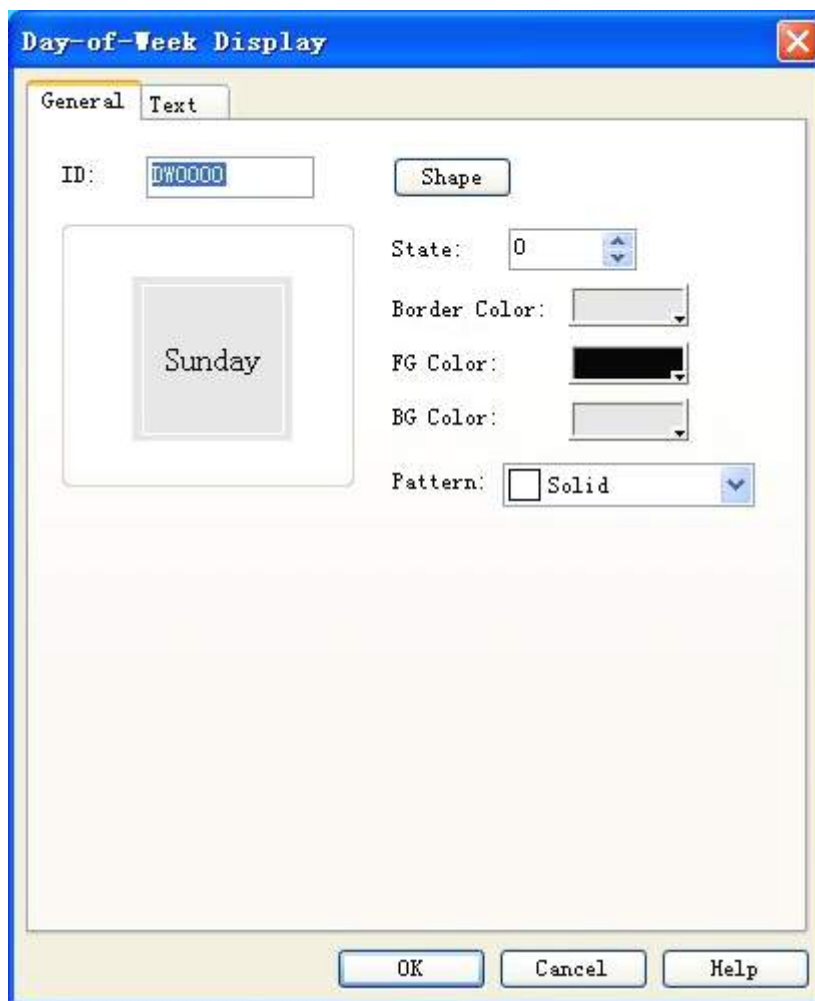 Day-of-Week Display
General Text
ID: DW0000 Shape
Sunday
State: 0
Border Color:
FG Color:
BG Color:
Pattern: Solid
OK Cancel Help